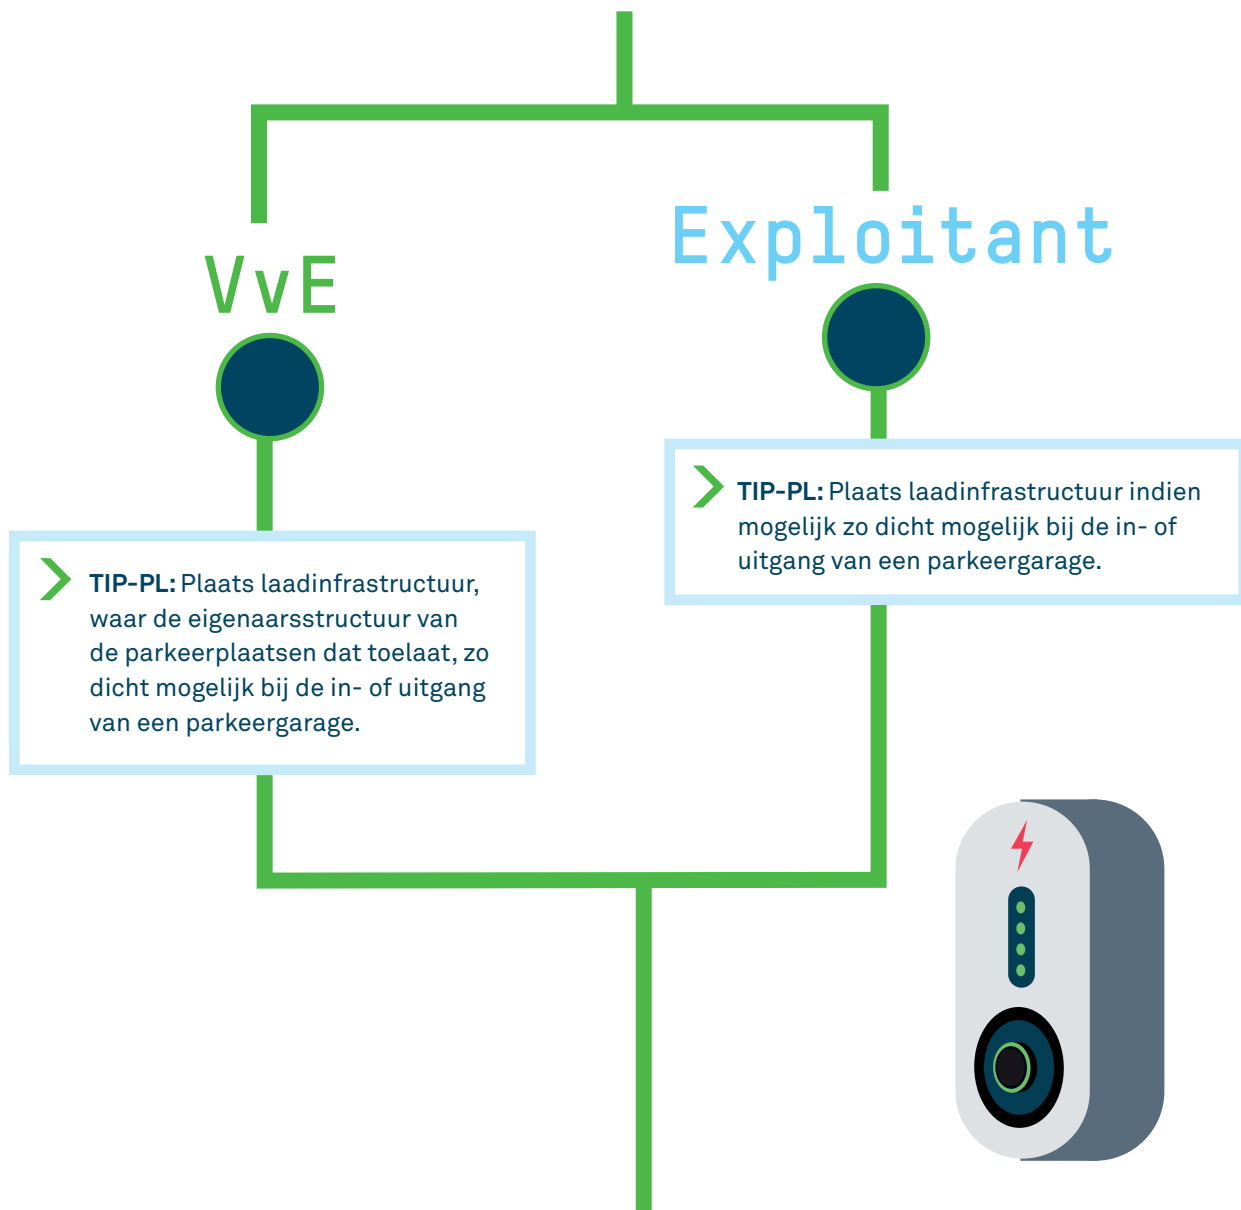 VvE
TIP-PL: Plaats laadinfrastructuur,
waar de eigenaarsstructuur van
de parkeerplaatsen dat toelaat, zo
dicht mogelijk bij de in- of uitgang
van een parkeergarage.
Exploitant
TIP-PL: Plaats laadinfrastructuur indien
mogelijk zo dicht mogelijk bij de in- of
uitgang van een parkeergarage.